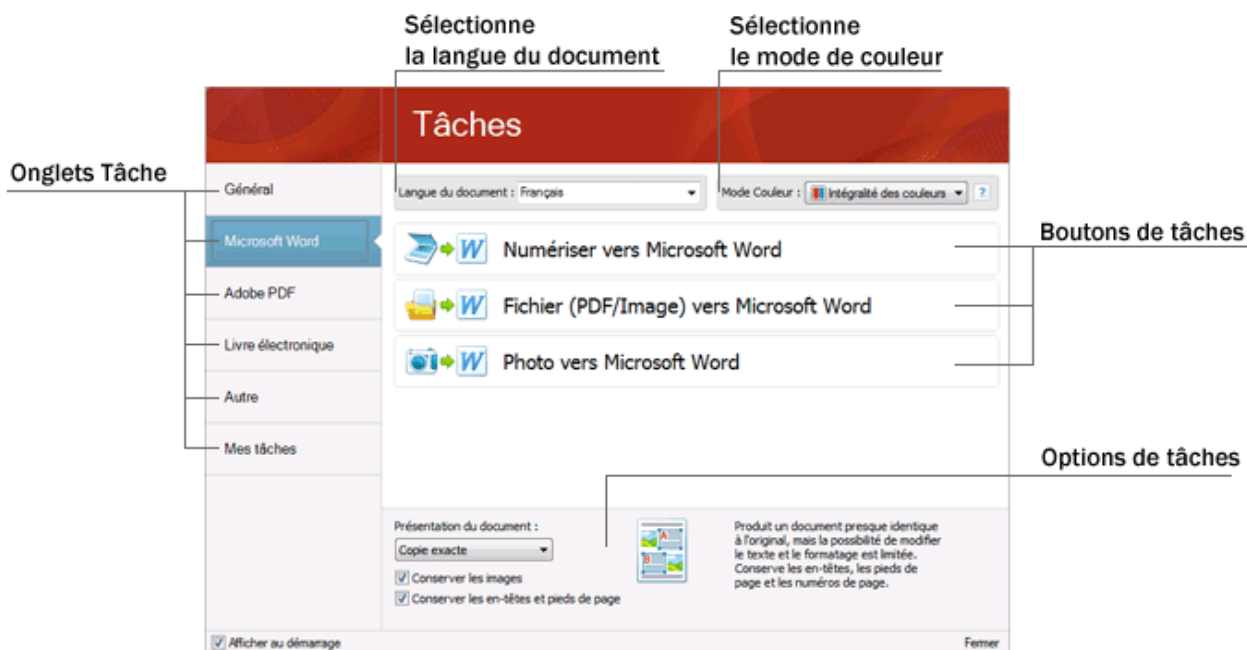 Sélectionne
la langue du document
Sélectionne
le mode de couleur
Tâches
Onglets Tâche
Général
Langue du document : Français
Mode Couleur : Intégralité des couleurs ?
Microsoft Word
Numériser vers Microsoft Word
Boutons de tâches
Adobe PDF
Fichier (PDF/Image) vers Microsoft Word
Livre électronique
Photo vers Microsoft Word
Autre
Mes tâches
Options de tâches
Présentation du document :
Copie exacte
Conserver les images
Conserver les en-têtes et pieds de page
A
B
Produit un document presque identique
à l'original, mais la possibilité de modifier
le texte et le formatage est limitée.
Conserve les en-têtes, les pieds de
page et les numéros de page.
Afficher au démarrage
Fermer